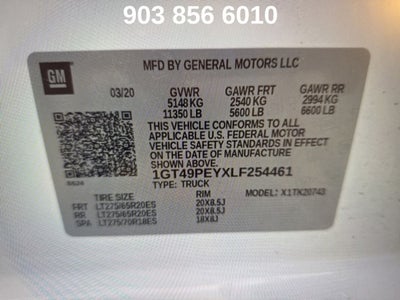 903 856 6010
GM
MFD BY GENERAL MOTORS LLC
03/20 GVWR GAWR FRT GAWR RR
5148 KG 2540 KG 2994 KG
11350 LB 5600 LB 6600 LB
THIS VEHICLE CONFORMS TO ALL
APPLICABLE U.S. FEDERAL MOTOR
VEHICLE SAFETY STANDARDS IN
EFFECT ON THE DATE OF MANUFACTURE
SHOWN ABOVE.
1GT49PEYXLF254461
TYPE: TRUCK
MODEL: X1TK20743
TIRE SIZE RIM
FRT LT275/65R20ES 20X8.5J
RR LT275/65R20ES 20X8.5J
LT275/70R18ES 18X8J